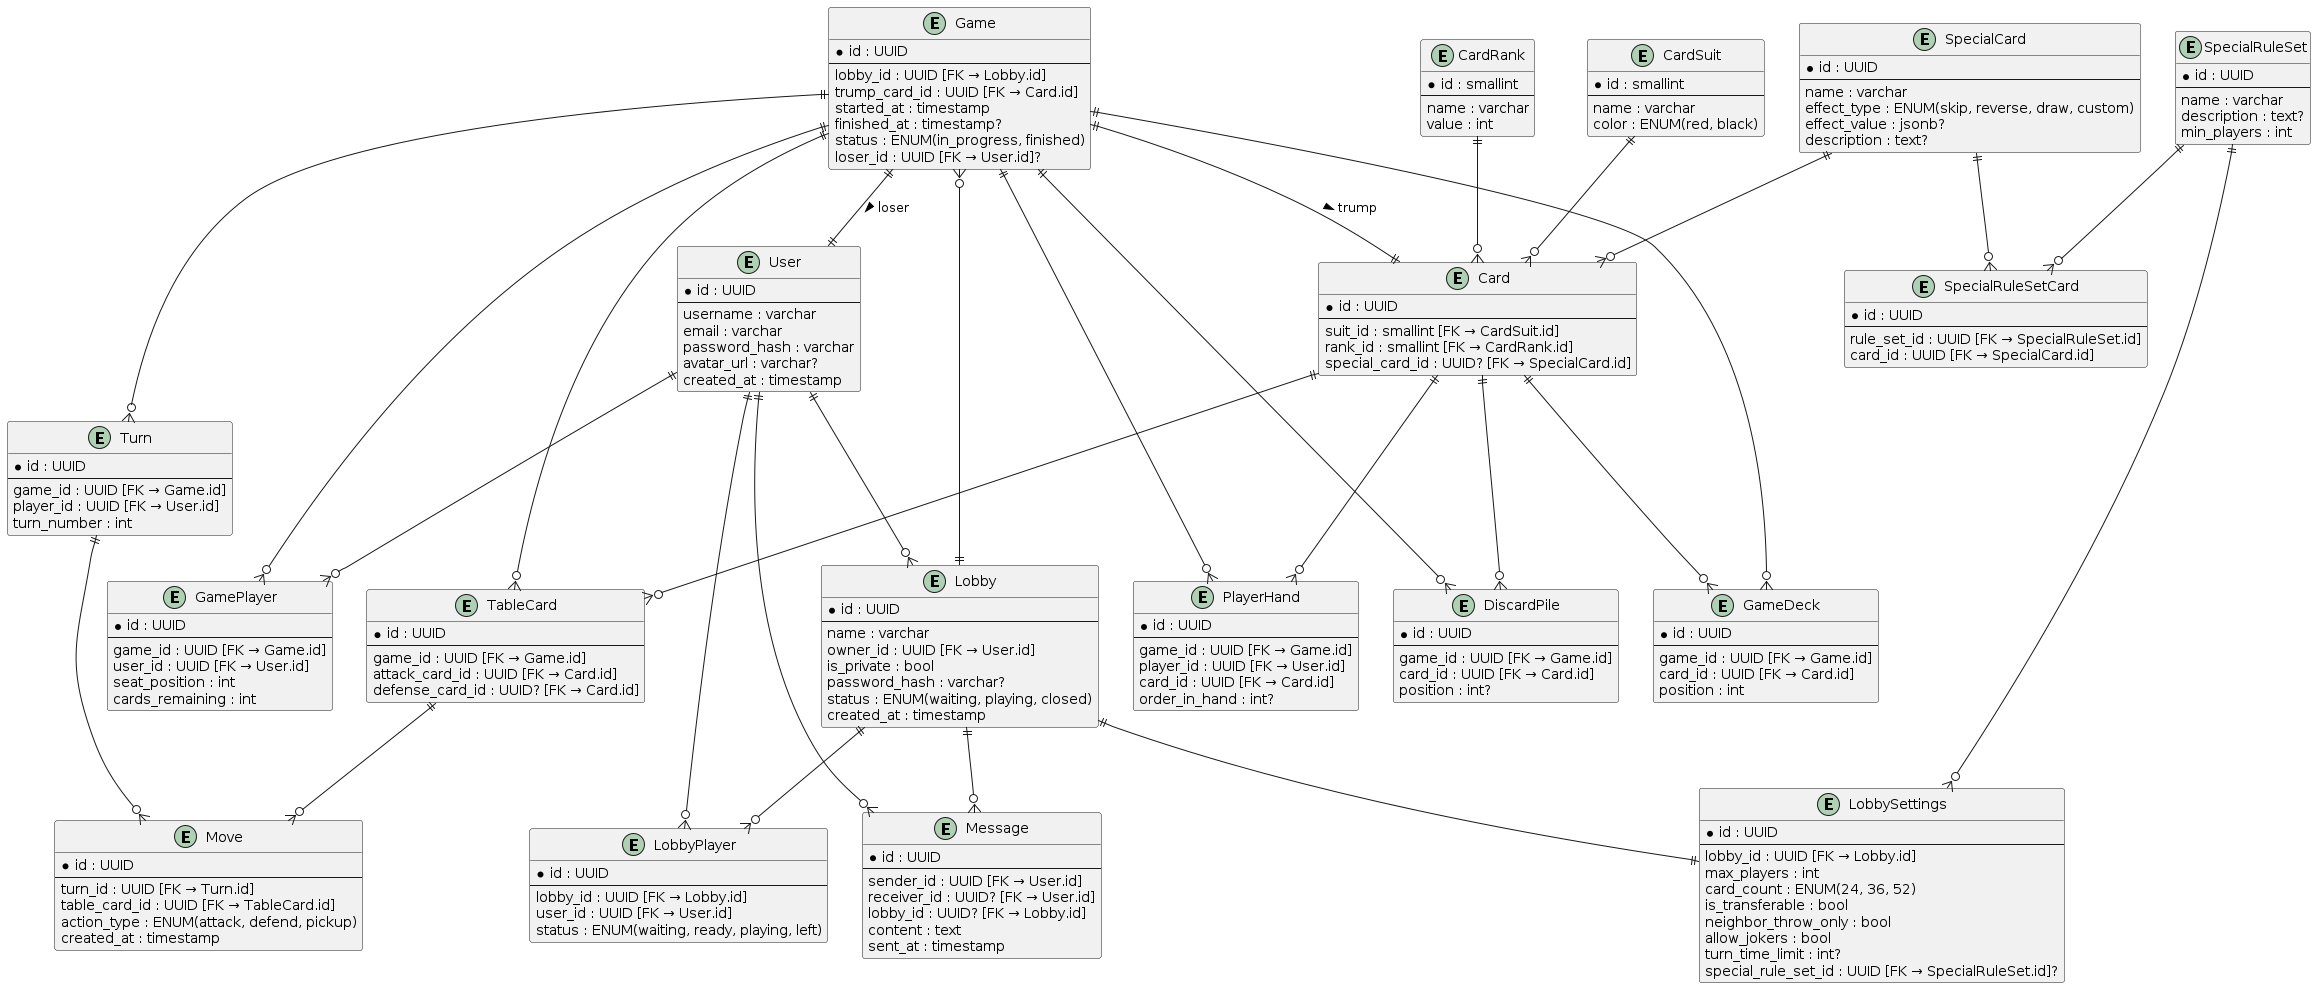 E Game
* id : UUID
lobby_id : UUID [FK → Lobby.id]
trump_card_id : UUID [FK → Card.id]
started_at : timestamp
finished_at : timestamp?
status : ENUM(in_progress, finished)
loser_id : UUID [FK → User.id]?
E CardRank
* id : smallint
name : varchar
value : int
E CardSuit
* id : smallint
name : varchar
color : ENUM(red, black)
E SpecialCard
* id : UUID
name : varchar
effect_type : ENUM(skip, reverse, draw, custom)
effect_value : jsonb?
description : text?
E SpecialRuleSet
* id : UUID
name : varchar
description : text?
min_players : int
loser
trump
E User
* id : UUID
username : varchar
email : varchar
password_hash : varchar
avatar_url : varchar?
created_at : timestamp
E Card
* id : UUID
suit_id : smallint [FK → CardSuit.id]
rank_id : smallint [FK → CardRank.id]
special_card_id : UUID? [FK → SpecialCard.id]
E SpecialRuleSetCard
* id : UUID
rule_set_id : UUID [FK → SpecialRuleSet.id]
card_id : UUID [FK → SpecialCard.id]
E Turn
* id : UUID
game_id : UUID [FK → Game.id]
player_id : UUID [FK → User.id]
turn_number : int
E GamePlayer
* id : UUID
game_id : UUID [FK → Game.id]
user_id : UUID [FK → User.id]
seat_position : int
cards_remaining : int
E TableCard
* id : UUID
game_id : UUID [FK → Game.id]
attack_card_id : UUID [FK → Card.id]
defense_card_id : UUID? [FK → Card.id]
E Lobby
* id : UUID
name : varchar
owner_id : UUID [FK → User.id]
is_private : bool
password_hash : varchar?
status : ENUM(waiting, playing, closed)
created_at : timestamp
E PlayerHand
* id : UUID
game_id : UUID [FK → Game.id]
player_id : UUID [FK → User.id]
card_id : UUID [FK → Card.id]
order_in_hand : int?
E DiscardPile
* id : UUID
game_id : UUID [FK → Game.id]
card_id : UUID [FK → Card.id]
position : int?
E GameDeck
* id : UUID
game_id : UUID [FK → Game.id]
card_id : UUID [FK → Card.id]
position : int
E Move
* id : UUID
turn_id : UUID [FK → Turn.id]
table_card_id : UUID [FK → TableCard.id]
action_type : ENUM(attack, defend, pickup)
created_at : timestamp
E LobbyPlayer
* id : UUID
lobby_id : UUID [FK → Lobby.id]
user_id : UUID [FK → User.id]
status : ENUM(waiting, ready, playing, left)
E Message
* id : UUID
sender_id : UUID [FK → User.id]
receiver_id : UUID? [FK → User.id]
lobby_id : UUID? [FK → Lobby.id]
content : text
sent_at : timestamp
E LobbySettings
* id : UUID
lobby_id : UUID [FK → Lobby.id]
max_players : int
card_count : ENUM(24, 36, 52)
is_transferable : bool
neighbor_throw_only : bool
allow_jokers : bool
turn_time_limit : int?
special_rule_set_id : UUID [FK → SpecialRuleSet.id]?